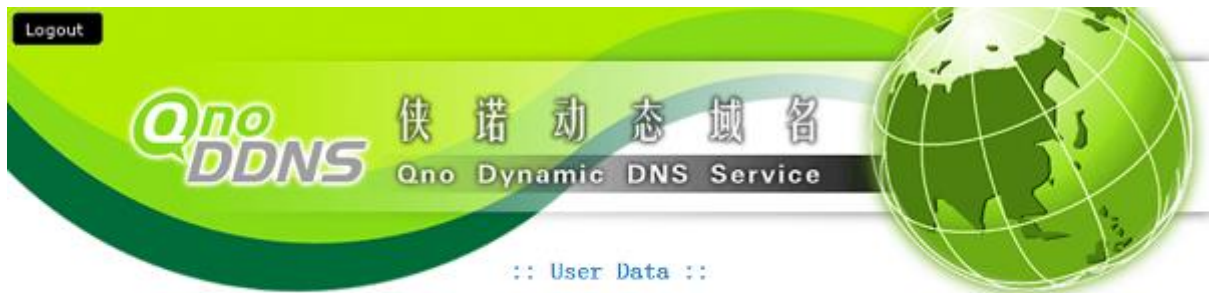 Logout
Qno
DDNS
侠诺动态域名
Qno Dynamic DNS Service
:: User Data ::